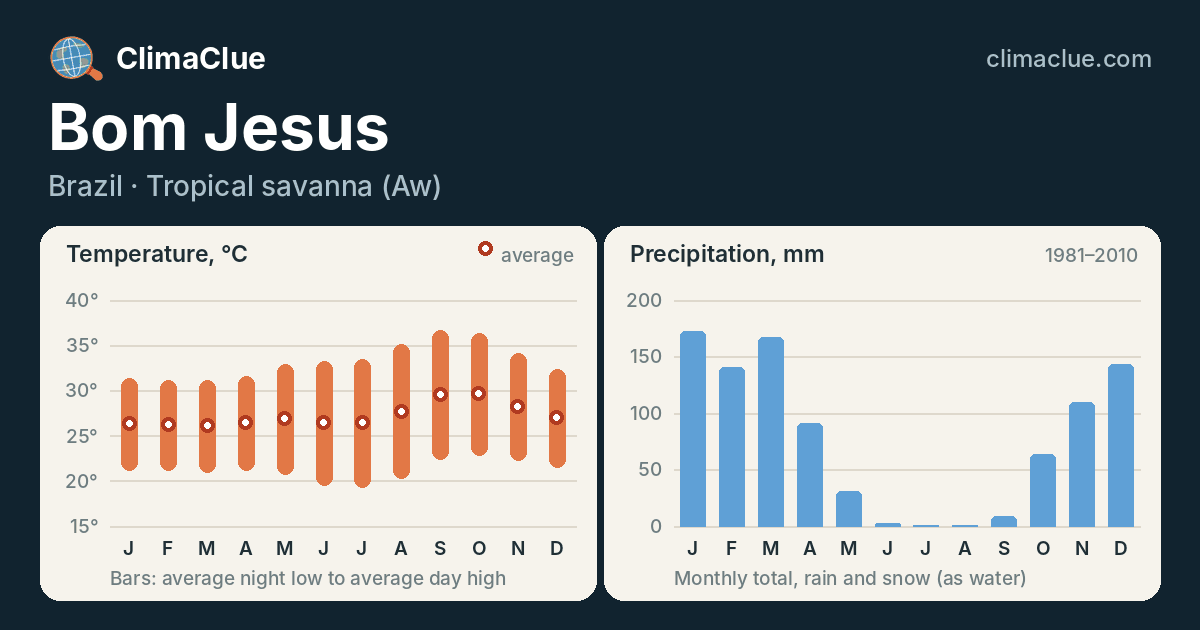 ClimaClue
climaclue.com
Bom Jesus
Brazil · Tropical savanna (Aw)
Temperature, °C
average
40°
35°
30°
25°
20°
15°
J F M A M J J A S O N D
Bars: average night low to average day high
Precipitation, mm
1981–2010
200
150
100
50
0
J F M A M J J A S O N D
Monthly total, rain and snow (as water)